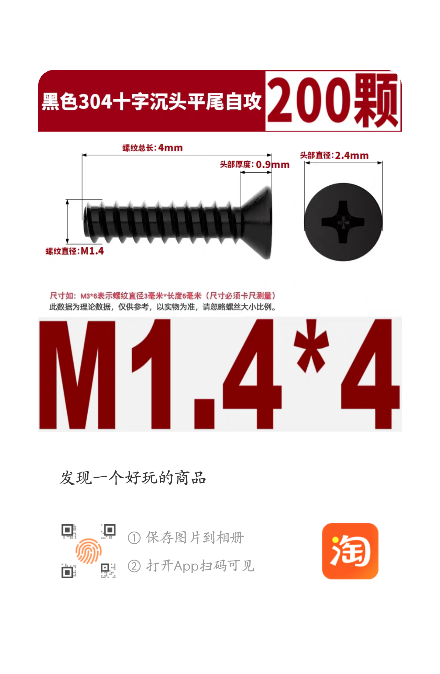 黑色304十字沉头平尾自攻 200颗
螺纹总长：4mm
头部直径：2.4mm
头部厚度：0.9mm
螺纹直径：M1.4
尺寸如：M3*6表示螺纹直径3毫米*长度6毫米（尺寸必须卡尺测量）
此数据为理论数据，仅供参考，以实物为准，请忽略螺丝大小比例。
M1.4*4
发现一个好玩的商品
① 保存图片到相册
② 打开App扫码可见
淘